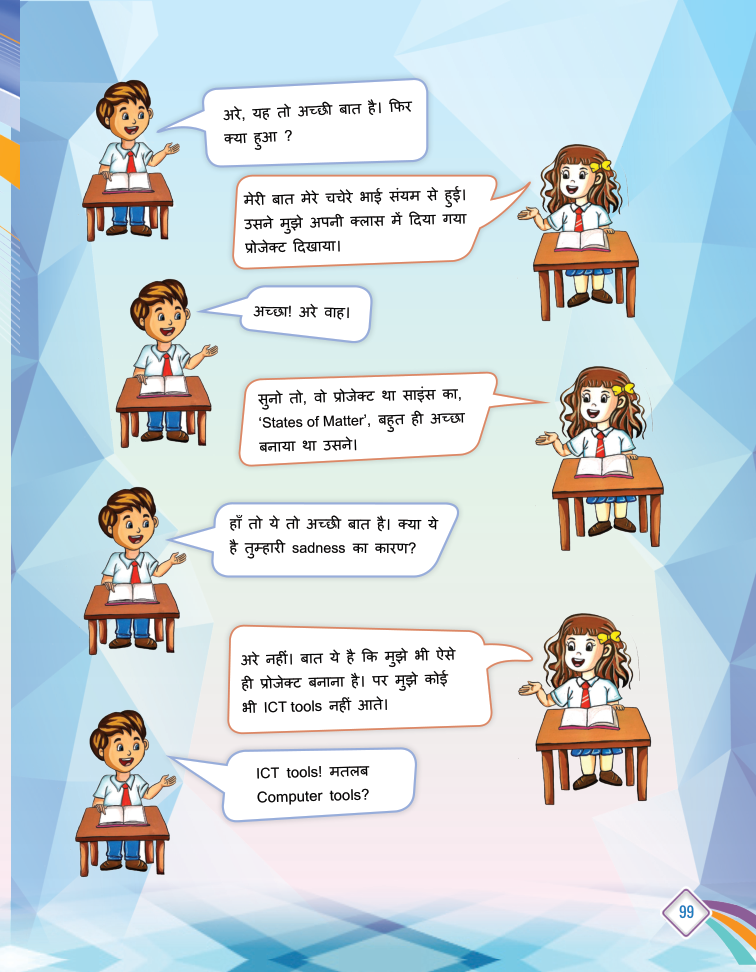 अरे, यह तो अच्छी बात है। फिर
क्या हुआ ?
मेरी बात मेरे चचेरे भाई संयम से हुई।
उसने मुझे अपनी क्लास में दिया गया
प्रोजेक्ट दिखाया।
अच्छा! अरे वाह।
सुनो तो, वो प्रोजेक्ट था साइंस का,
‘States of Matter’, बहुत ही अच्छा
बनाया था उसने।
हाँ तो ये तो अच्छी बात है। क्या ये
है तुम्हारी sadness का कारण?
अरे नहीं। बात ये है कि मुझे भी ऐसे
ही प्रोजेक्ट बनाना है। पर मुझे कोई
भी ICT tools नहीं आते।
ICT tools! मतलब
Computer tools?
99